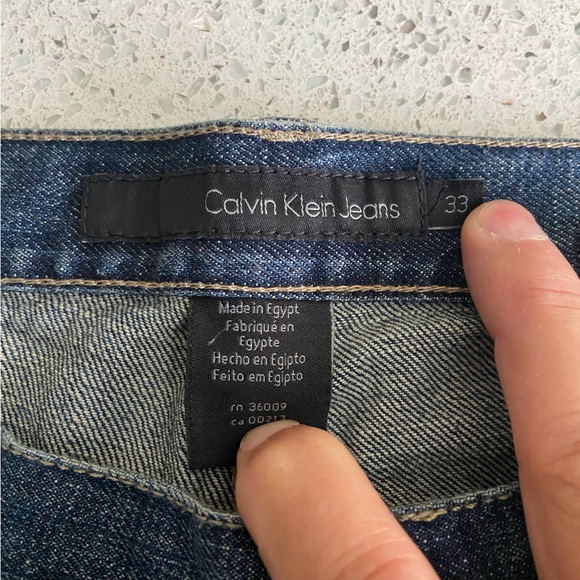 Calvin Klein Jeans
33
Made in Egypt
Fabriqué en
Egypte
Hecho en Egipto
Feito em Egipto
rn 36009
ca